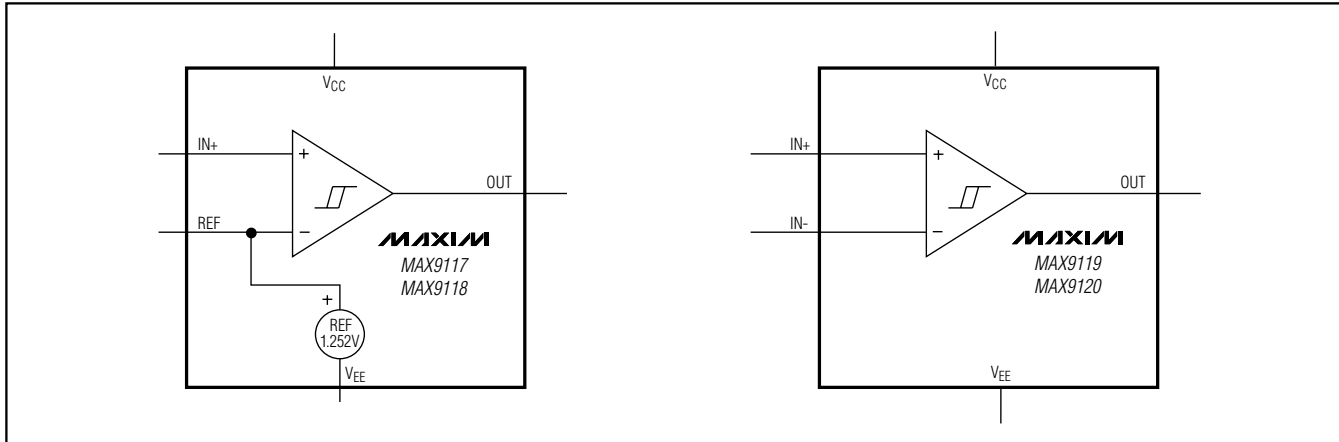 VCC
IN+
+
OUT
REF
−
MAXIM
MAX9117
MAX9118
+
REF
1.252V
VEE
VCC
IN+
+
OUT
IN-
−
MAXIM
MAX9119
MAX9120
VEE